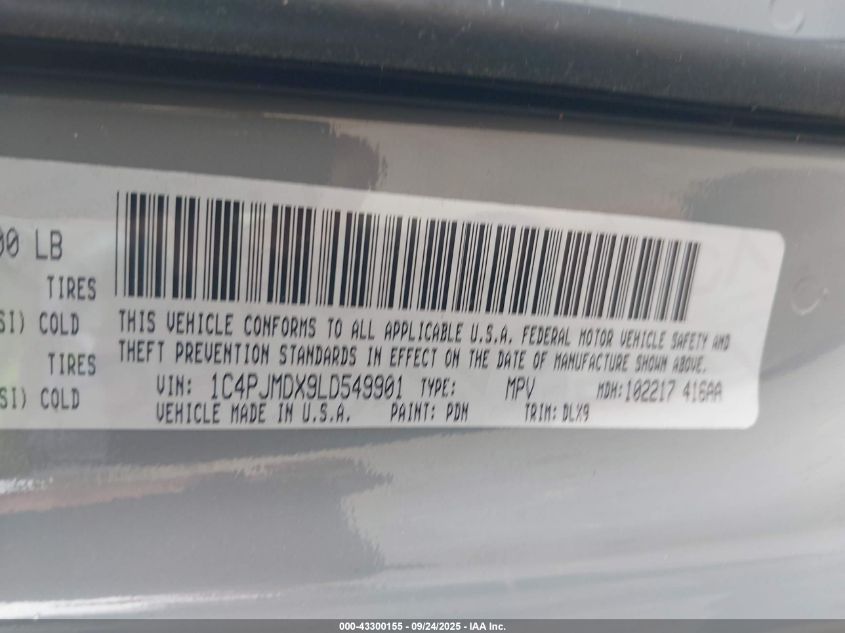 00 LB
TIRES
SI) COLD
TIRES
SI) COLD
THIS VEHICLE CONFORMS TO ALL APPLICABLE U.S.A. FEDERAL MOTOR VEHICLE SAFETY AND
THEFT PREVENTION STANDARDS IN EFFECT ON THE DATE OF MANUFACTURE SHOWN ABOVE.
VIN: 1C4PJMDX9LD549901 TYPE: MPV MDH:102217 416AA
VEHICLE MADE IN U.S.A. PAINT: PDN TRIM: DLX9
000-43300155 - 09/24/2025 - IAA Inc.